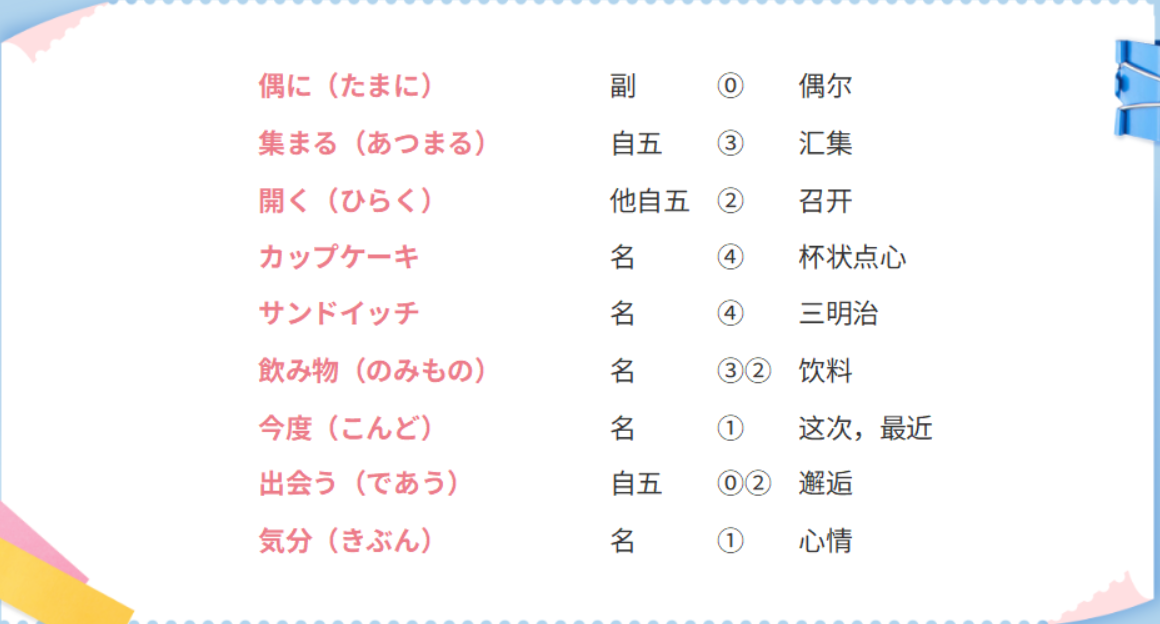 偶に（たまに） 副 ⓪ 偶尔
集まる（あつまる） 自五 ③ 汇集
開く（ひらく） 他自五 ② 召开
カップケーキ 名 ④ 杯状点心
サンドイッチ 名 ④ 三明治
飲み物（のみもの） 名 ③② 饮料
今度（こんど） 名 ① 这次，最近
出会う（であう） 自五 ⓪② 邂逅
気分（きぶん） 名 ① 心情